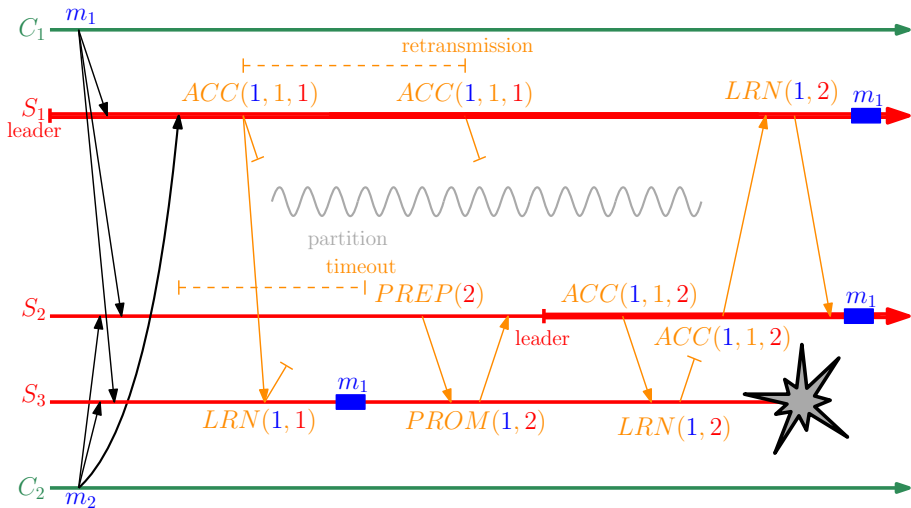 m₁
C₁
retransmission
ACC(1, 1, 1)
ACC(1, 1, 1)
LRN(1, 2)
S₁
m₁
leader
partition
timeout
PREP(2)
ACC(1, 1, 2)
S₂
m₁
leader
ACC(1, 1, 2)
S₃
m₁
LRN(1, 1)
PROM(1, 2)
LRN(1, 2)
C₂
m₂